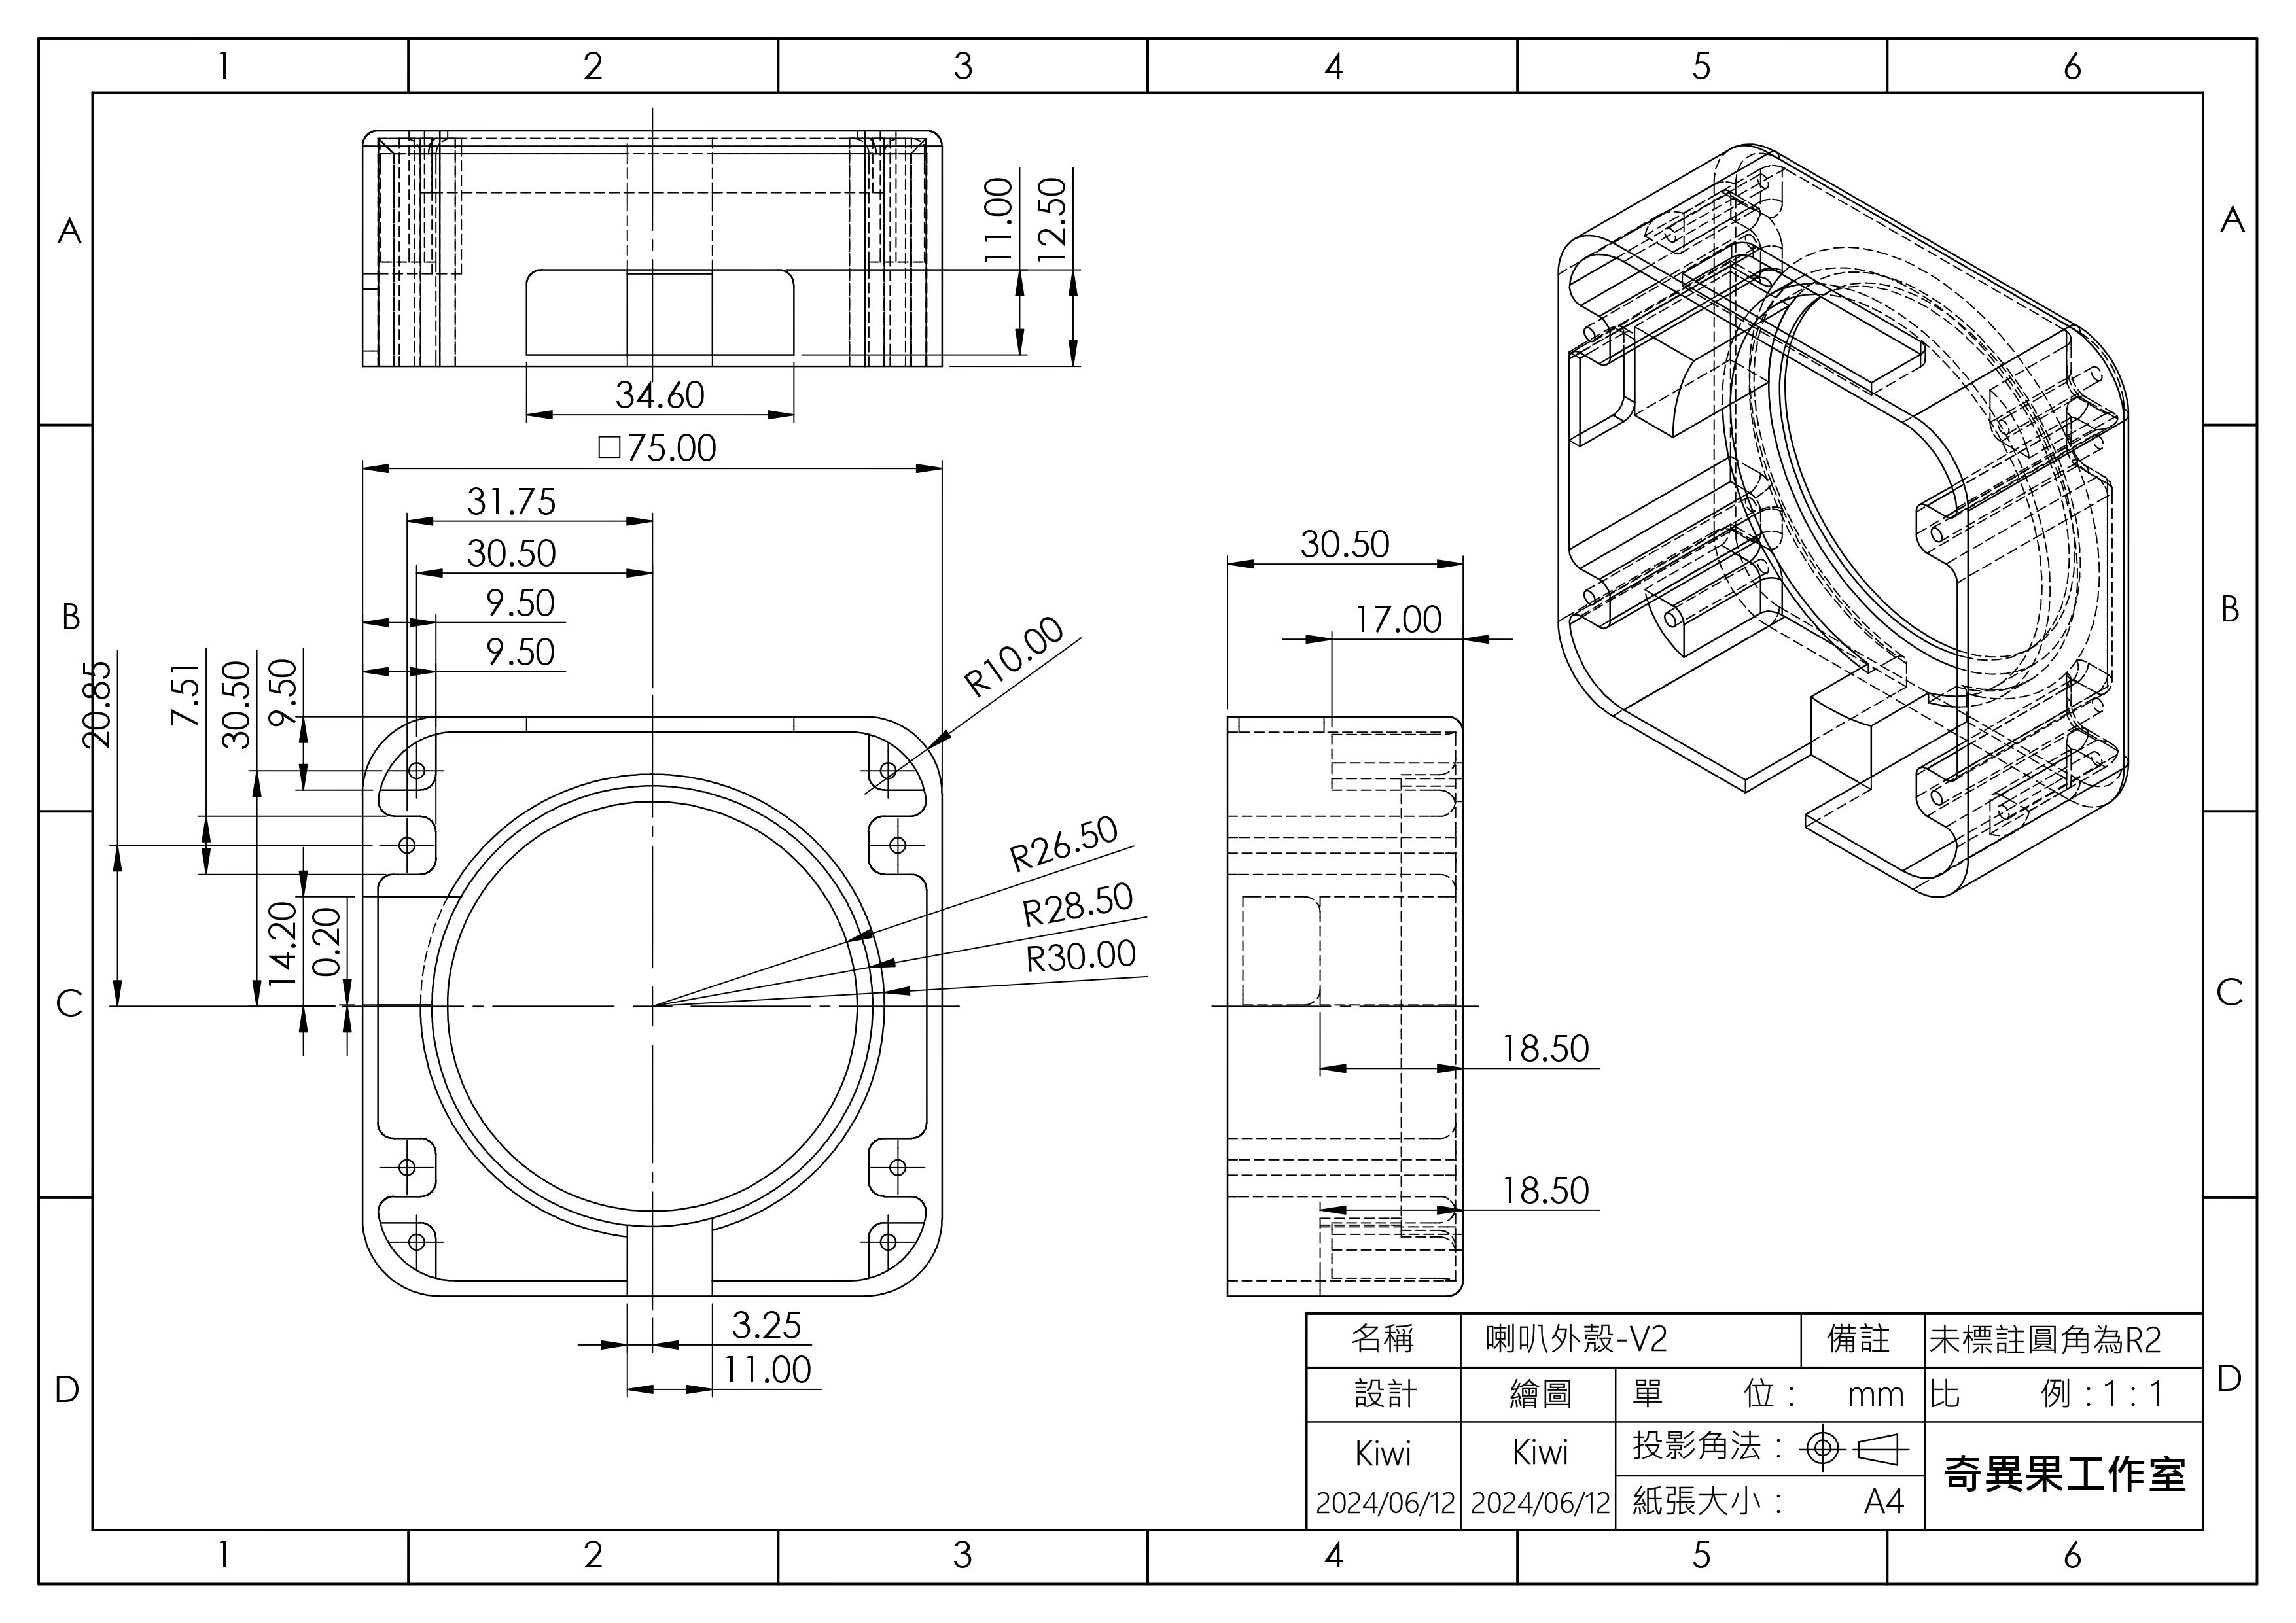 1 2 3 4 5 6
A A
11.00
12.50
34.60
□75.00
31.75
30.50
9.50
9.50
R10.00
20.85
7.51
30.50
9.50
30.50
17.00
B B
R26.50
R28.50
R30.00
14.20
0.20
C C
18.50
18.50
3.25
11.00
D D
名稱 喇叭外殼-V2 備註 未標註圓角為R2
設計 繪圖 單 位： mm 比 例：1：1
Kiwi Kiwi 投影角法：
2024/06/12 2024/06/12 紙張大小： A4
奇異果工作室
1 2 3 4 5 6